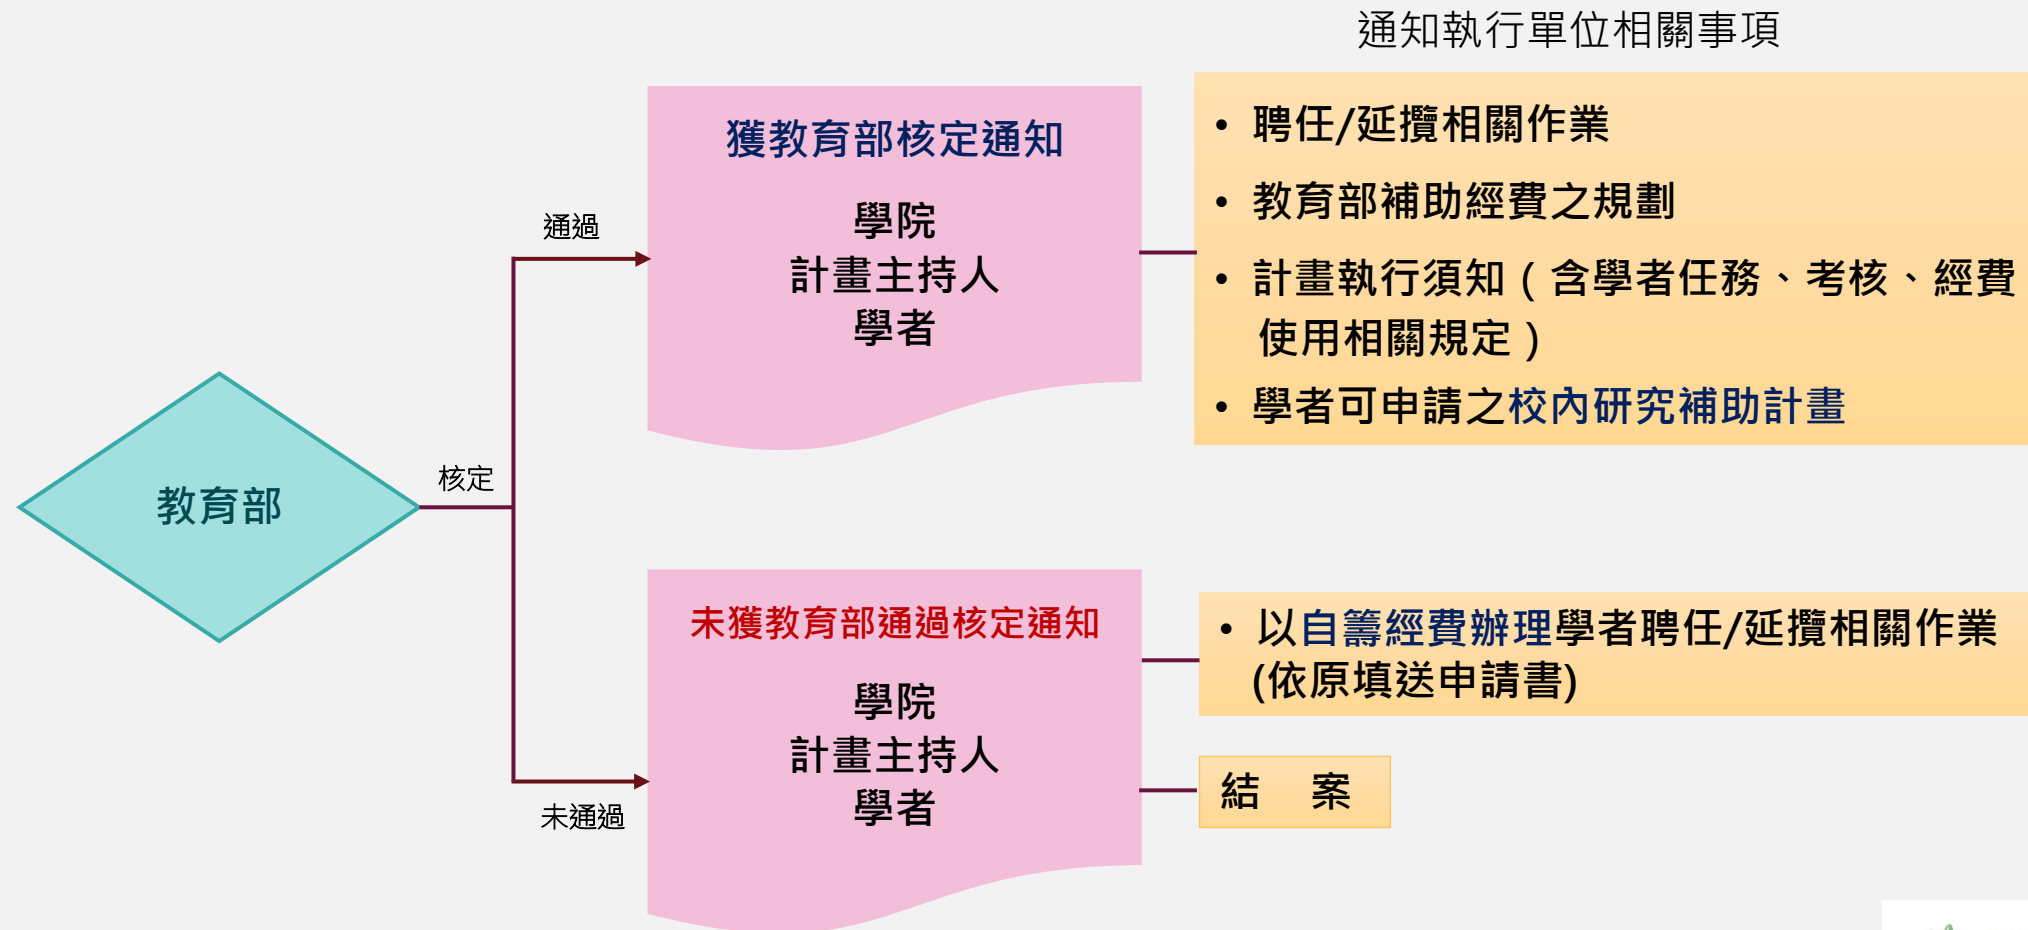 通知執行單位相關事項
獲教育部核定通知
學院
計畫主持人
學者
• 聘任/延攬相關作業
• 教育部補助經費之規劃
• 計畫執行須知（含學者任務、考核、經費
使用相關規定）
• 學者可申請之校內研究補助計畫
通過
核定
教育部
未通過
未獲教育部通過核定通知
學院
計畫主持人
學者
• 以自籌經費辦理學者聘任/延攬相關作業
(依原填送申請書)
結 案